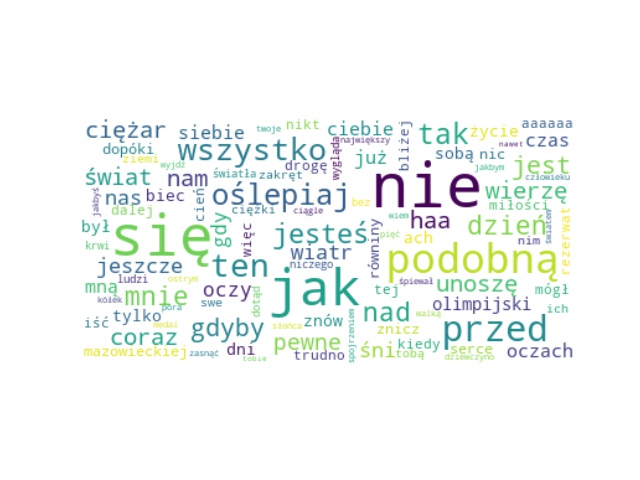 ciężar siebie twoje nikt ciebie bliżej tak życie aaaaaa
dopóki wszystko największy nawet czas
ziemi wyjdź drogę wygląda już sobą nic jest
świat nam światła zakręt nie jakbym człowieku
jakbyś nas biec cień oślepiaj bez wierzę
dalej ciężki ciągle haa miłości
był się gdy więc jesteś wiem dzień światem rezerwat
krwi wiatr równiny ach pięć nim
jeszcze ten niczego podobną
mną ludzi ostrym jak śpiewał unoszę mógł
mnie oczy tej
kółek swe dotąd olimpijski ich
iść tylko póra gdyby znów nad walką przed
medal słońca znicz
coraz pewne spojrzeniem kiedy
mazowieckiej zasnąć dni trudno śni tobą serce oczach
tobie dziewczyno